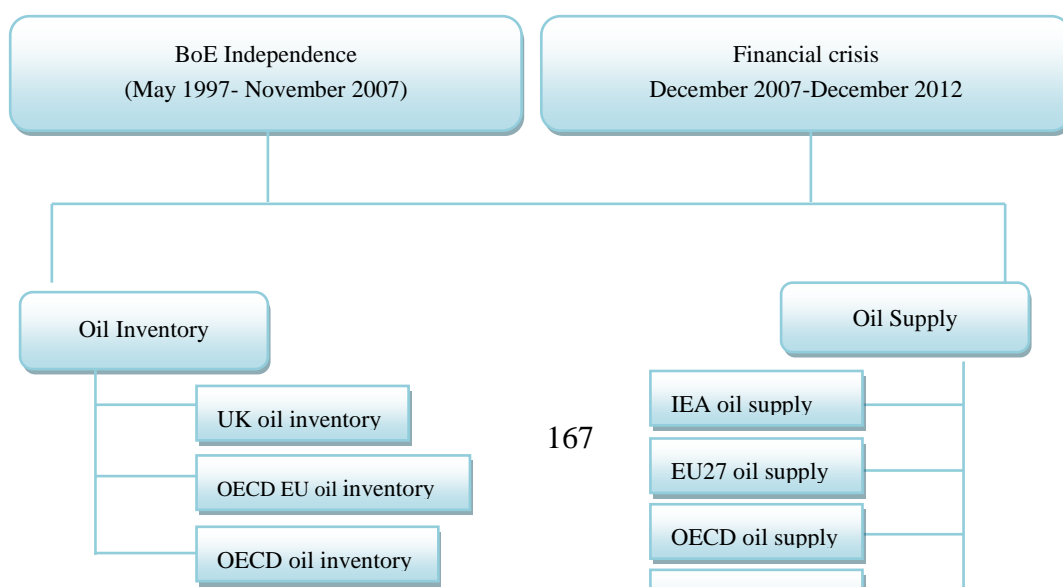 BoE Independence
(May 1997- November 2007)
Financial crisis
December 2007-December 2012
Oil Inventory
Oil Supply
UK oil inventory
OECD EU oil inventory
OECD oil inventory
167
IEA oil supply
EU27 oil supply
OECD oil supply